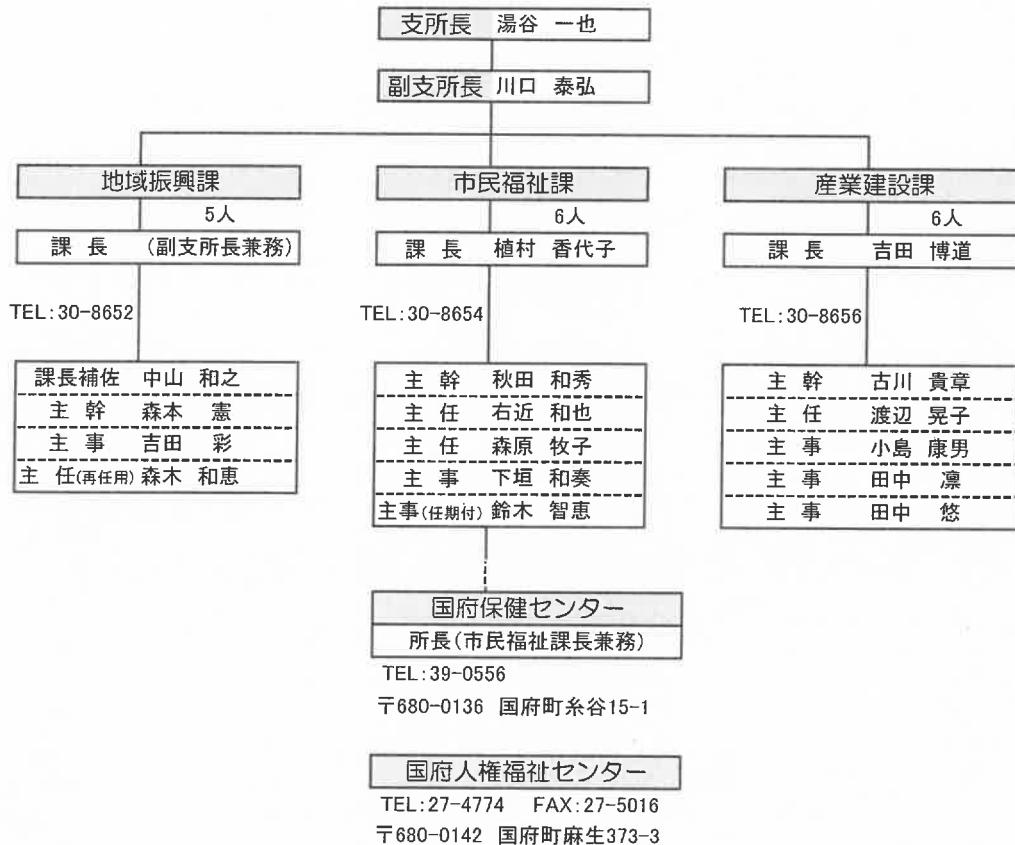 支所長 湯谷 一也
副支所長 川口 泰弘
地域振興課
5人
課 長 (副支所長兼務)
TEL:30-8652
課長補佐 中山 和之
主 幹 森本 憲
主 事 吉田 彩
主 任(再任用) 森木 和恵
市民福祉課
6人
課 長 植村 香代子
TEL:30-8654
主 幹 秋田 和秀
主 任 右近 和也
主 任 森原 牧子
主 事 下垣 和奏
主事(任期付) 鈴木 智恵
産業建設課
6人
課 長 吉田 博道
TEL:30-8656
主 幹 古川 貴章
主 任 渡辺 晃子
主 事 小島 康男
主 事 田中 凛
主 事 田中 悠
国府保健センター
所長(市民福祉課長兼務)
TEL:39-0556
〒680-0136 国府町糸谷15-1
国府人権福祉センター
TEL:27-4774 FAX:27-5016
〒680-0142 国府町麻生373-3